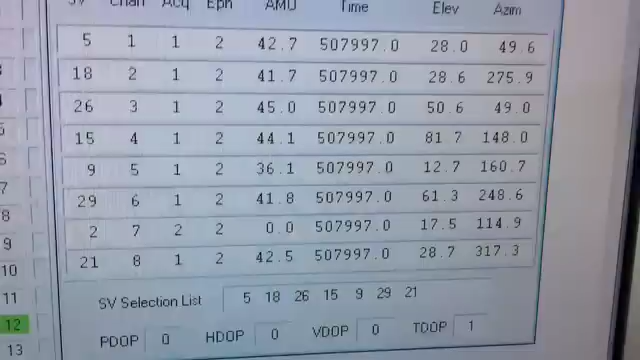 SV Chan Acq Eph AMU Time Elev Azim
5 1 1 2 42.7 507997.0 28.0 49.6
18 2 1 2 41.7 507997.0 28.6 275.9
26 3 1 2 45.0 507997.0 50.6 49.0
15 4 1 2 44.1 507997.0 81.7 148.0
9 5 1 2 36.1 507997.0 12.7 160.7
29 6 1 2 41.8 507997.0 61.3 248.6
2 7 2 2 0.0 507997.0 17.5 114.9
21 8 1 2 42.5 507997.0 28.7 317.3
SV Selection List 5 18 26 15 9 29 21
PDOP 0 HDOP 0 VDOP 0 TDOP 1
7
8
9
10
11
12
13